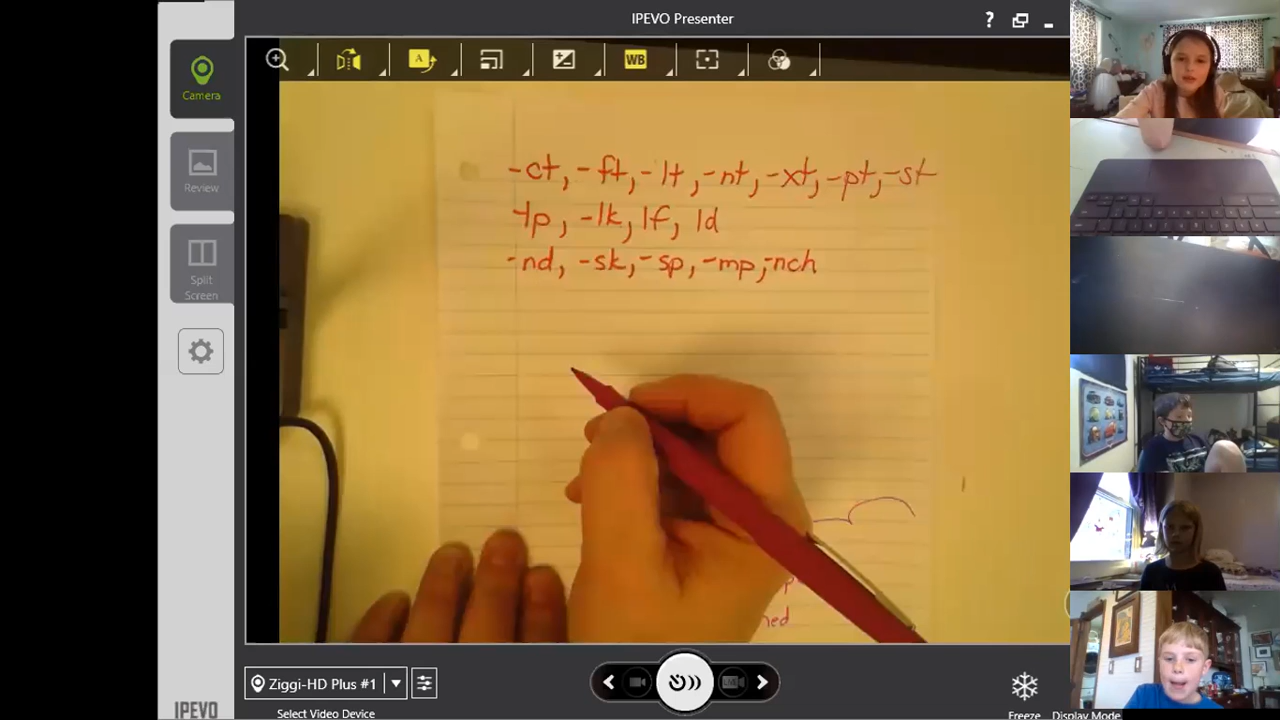 IPEVO Presenter
?
Camera
A
WB
Review
Split
Screen
-ct, -ft, -lt, -nt, -xt, -pt, -st
-lp, -lk, lf, ld
-nd, -sk, -sp, -mp, -nch
Ziggi-HD Plus #1
Select Video Device
IPEVO
Freeze
Display Mode